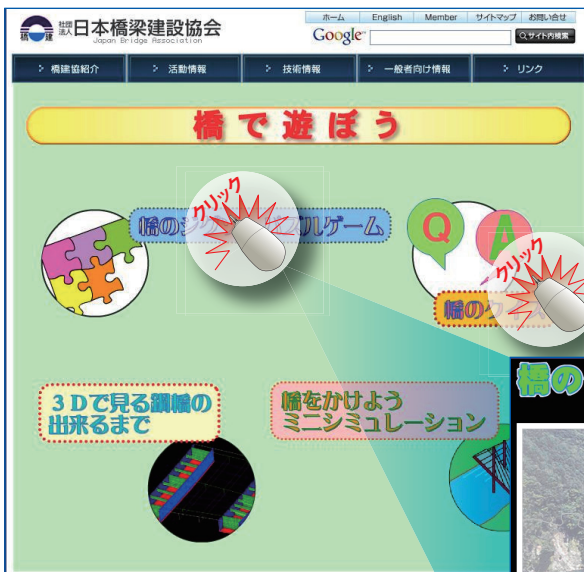 ホーム English Member サイトマップ お問い合せ
橋 建 社団法人 日本橋梁建設協会
Japan Bridge Association
Google
サイト内検索
橋建協紹介 活動情報 技術情報 一般者向け情報 リンク
橋で遊ぼう
クリック
ズルゲーム
橋の
Q A
クリック
橋のク
3Dで見る鋼橋の
出来るまで
橋をかけよう
ミニシミュレーション
橋の